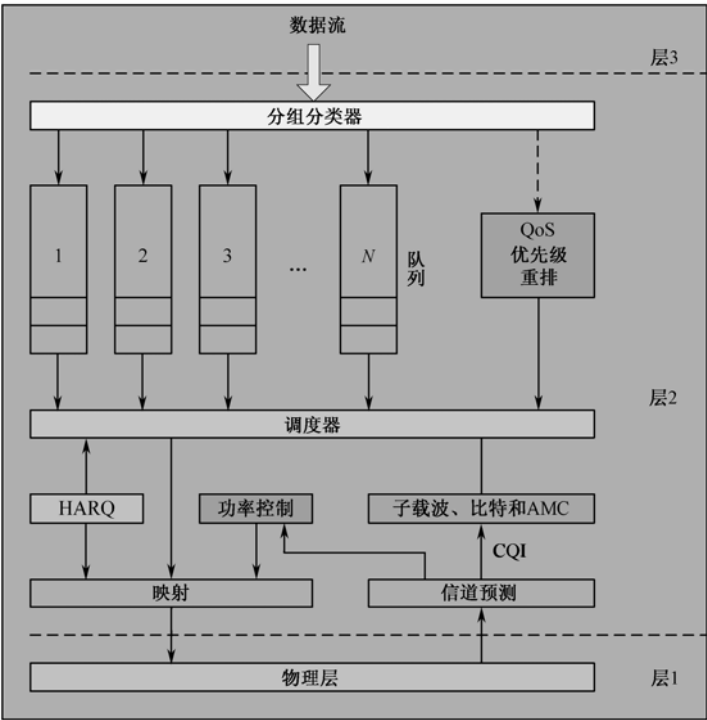 数据流
层3
分组分类器
1
2
3
...
N
队列
QoS
优先级
重排
层2
调度器
HARQ
功率控制
子载波、比特和AMC
CQI
映射
信道预测
物理层
层1